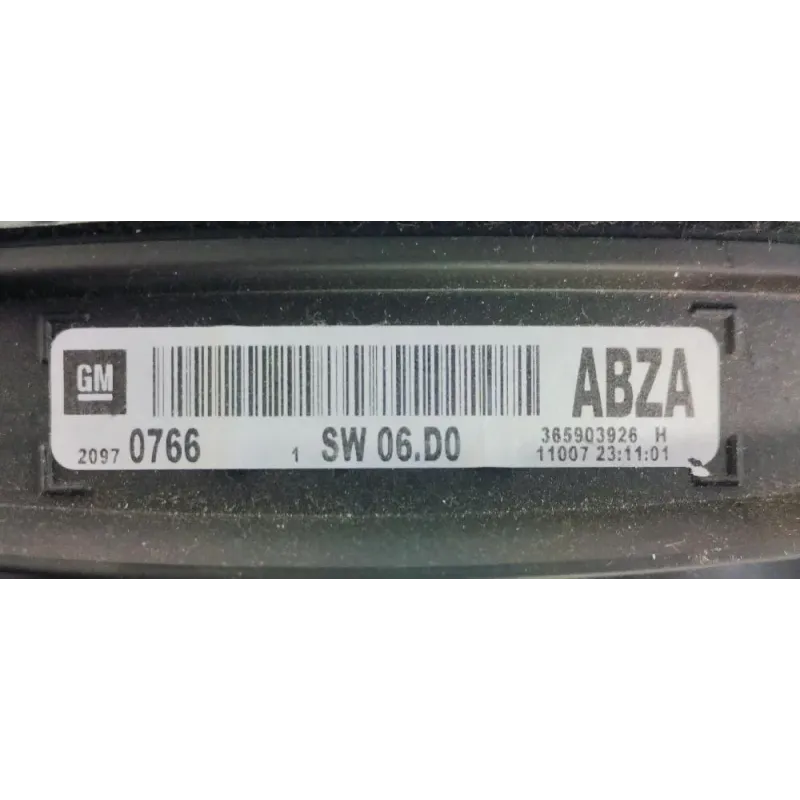 GM
ABZA
2097 0766 1 SW 06.D0 365903926 H
11007 23:11:01